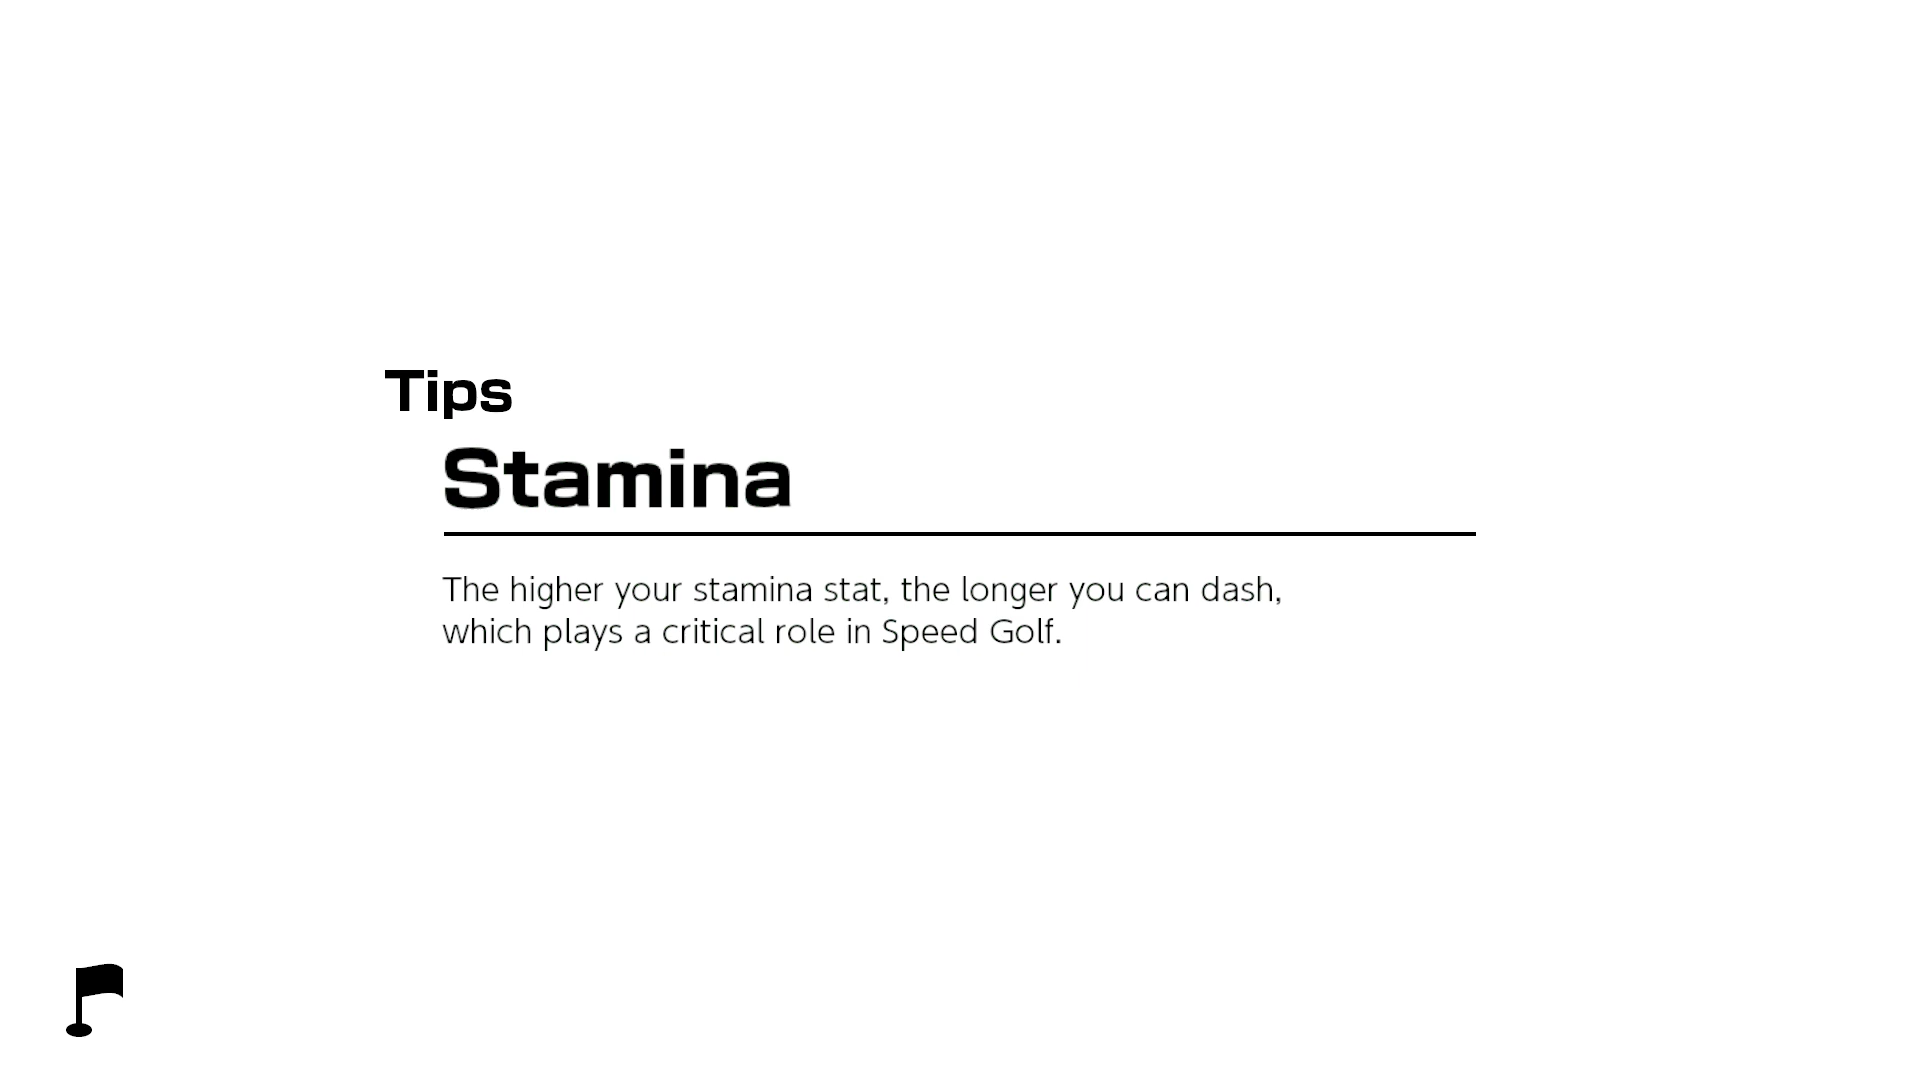 Tips
Stamina
The higher your stamina stat, the longer you can dash,
which plays a critical role in Speed Golf.